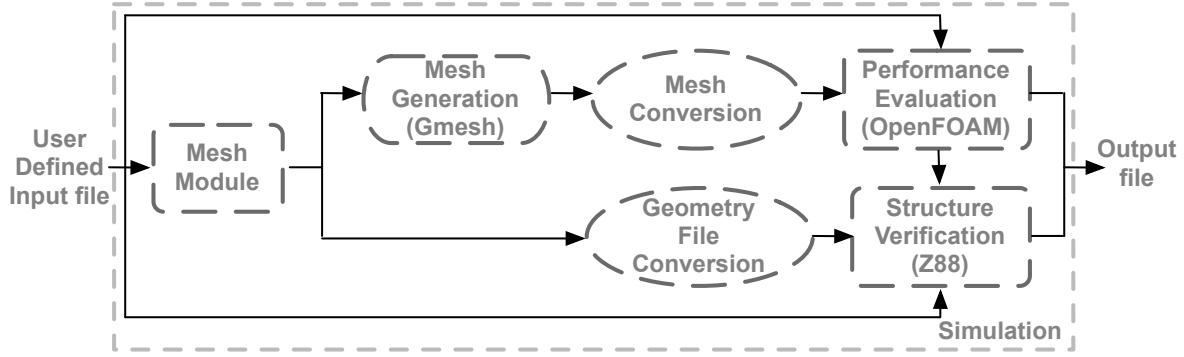 User
Defined
Input file
Mesh
Module
Mesh
Generation
(Gmesh)
Mesh
Conversion
Performance
Evaluation
(OpenFOAM)
Geometry
File
Conversion
Structure
Verification
(Z88)
Output
file
Simulation